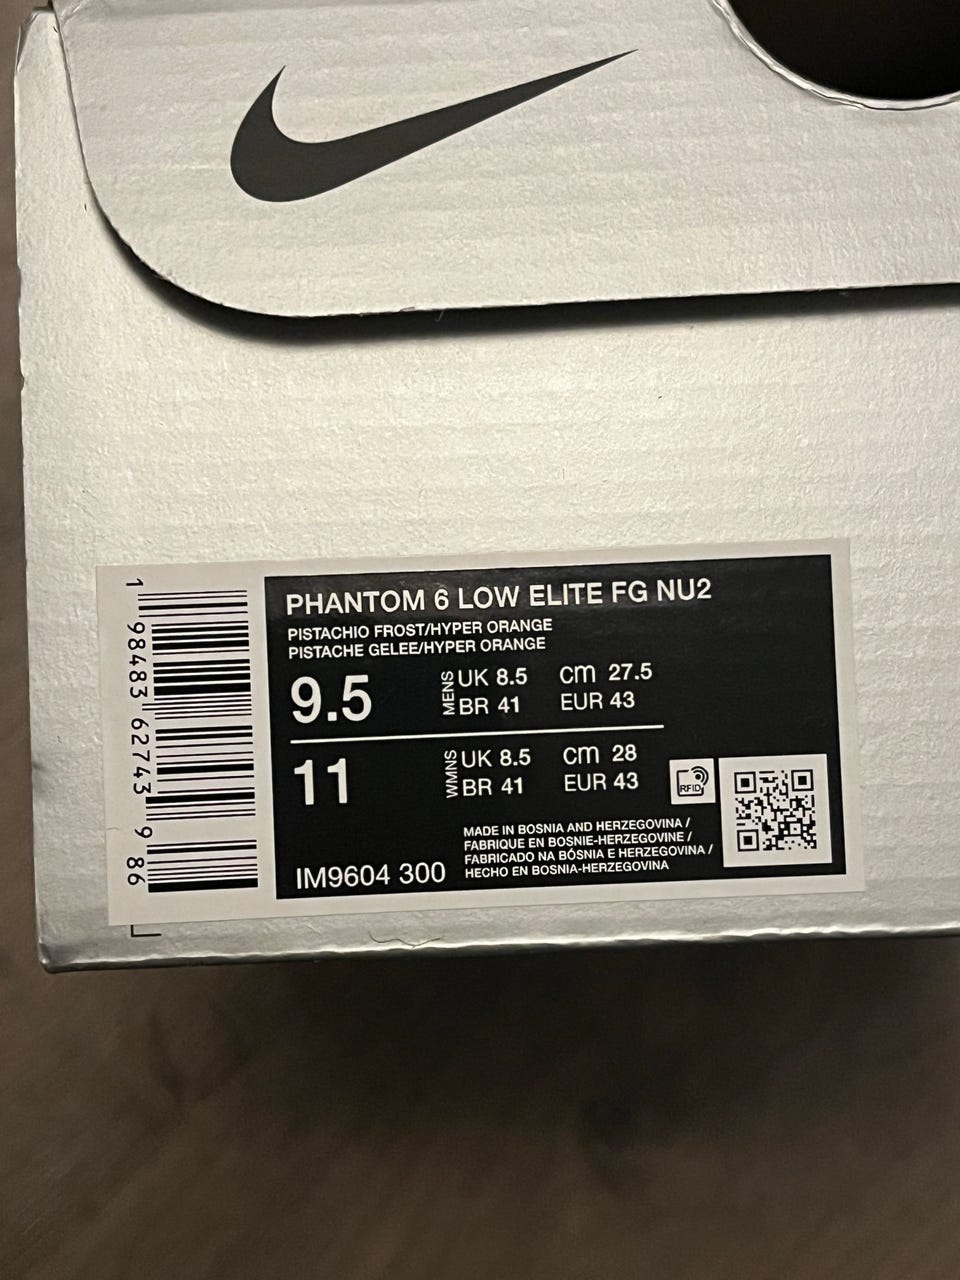 PHANTOM 6 LOW ELITE FG NU2
PISTACHIO FROST/HYPER ORANGE
PISTACHE GELEE/HYPER ORANGE
9.5 MENS UK 8.5 cm 27.5
BR 41 EUR 43
11 WMNS UK 8.5 cm 28
BR 41 EUR 43
RFID
MADE IN BOSNIA AND HERZEGOVINA /
FABRIQUE EN BOSNIE-HERZEGOVINE /
FABRICADO NA BÓSNIA E HERZEGOVINA /
HECHO EN BOSNIA-HERZEGOVINA
IM9604 300
1 98483 62743 9 86